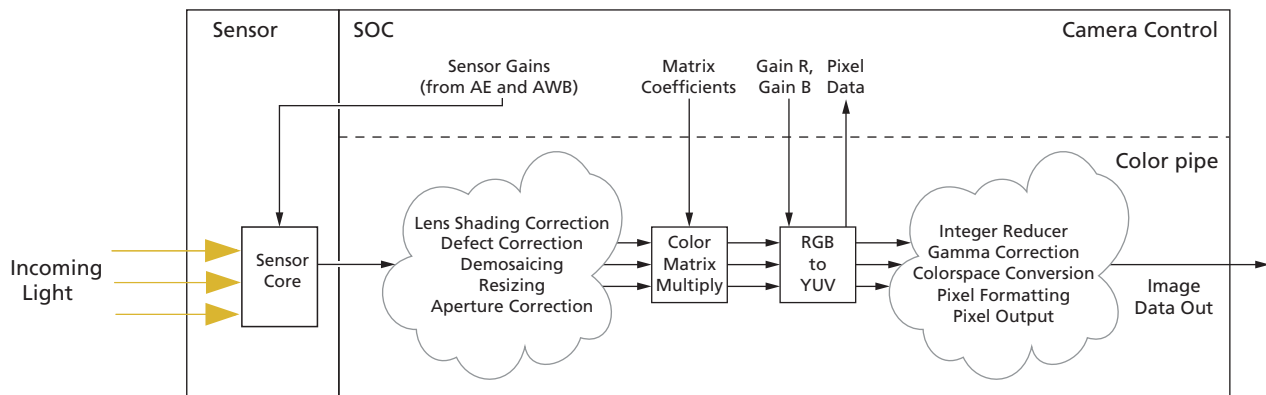 Sensor
SOC
Camera Control
Sensor Gains
(from AE and AWB)
Matrix
Coefficients
Gain R,
Gain B
Pixel
Data
Color pipe
Incoming
Light
Sensor
Core
Lens Shading Correction
Defect Correction
Demosaicing
Resizing
Aperture Correction
Color
Matrix
Multiply
RGB
to
YUV
Integer Reducer
Gamma Correction
Colorspace Conversion
Pixel Formatting
Pixel Output
Image
Data Out